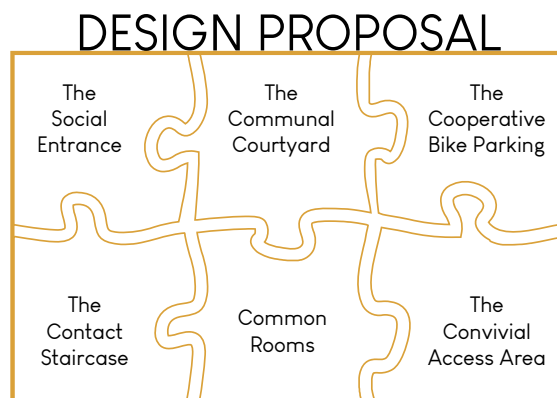 DESIGN PROPOSAL
The
Social
Entrance
The
Communal
Courtyard
The
Cooperative
Bike Parking
The
Contact
Staircase
Common
Rooms
The
Convivial
Access Area